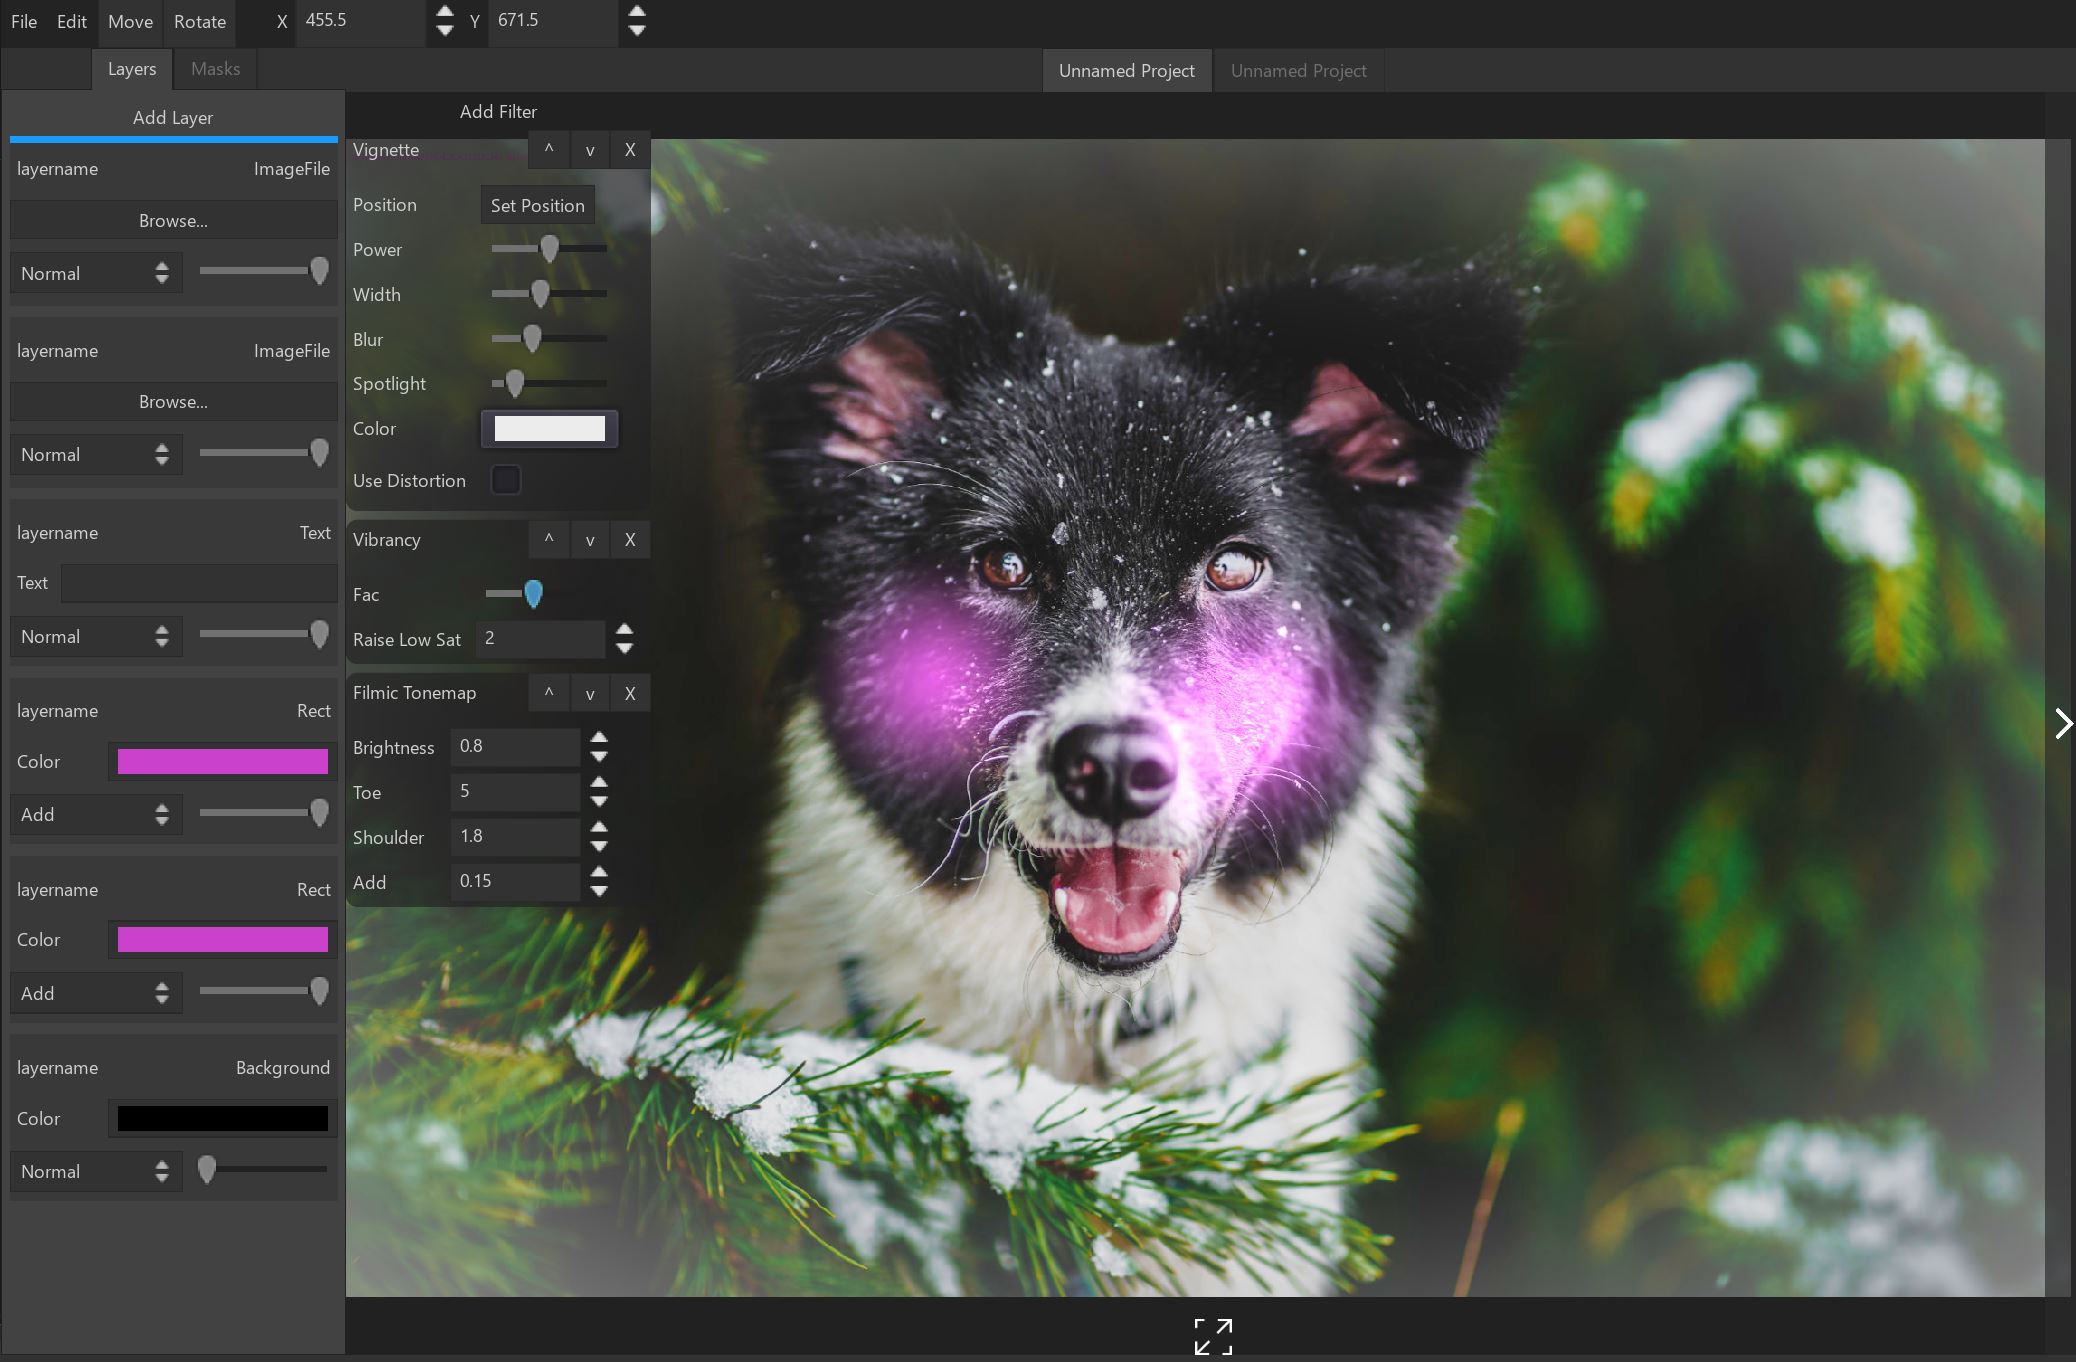 File Edit Move Rotate X 455.5 Y 671.5
Layers Masks Unnamed Project Unnamed Project
Add Layer
layername ImageFile
Browse...
Normal
layername ImageFile
Browse...
Normal
layername Text
Text
Normal
layername Rect
Color
Add
layername Rect
Color
Add
layername Background
Color
Normal
Add Filter
Vignette ^ v X
Position Set Position
Power
Width
Blur
Spotlight
Color
Use Distortion
Vibrancy ^ v X
Fac
Raise Low Sat 2
Filmic Tonemap ^ v X
Brightness 0.8
Toe 5
Shoulder 1.8
Add 0.15